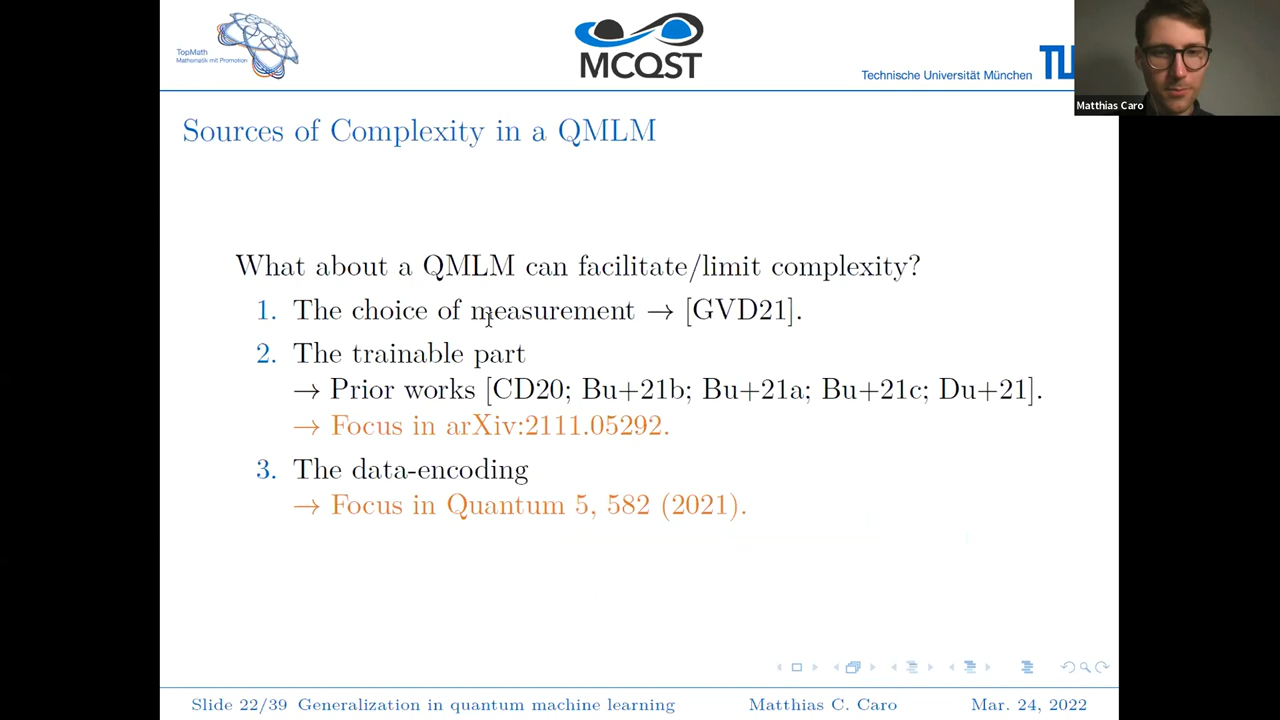 TopMath
Mathematik mit Promotion
MCQST
Technische Universität München
Matthias Caro
Sources of Complexity in a QMLM
What about a QMLM can facilitate/limit complexity?
1. The choice of measurement → [GVD21].
2. The trainable part
→ Prior works [CD20; Bu+21b; Bu+21a; Bu+21c; Du+21].
→ Focus in arXiv:2111.05292.
3. The data-encoding
→ Focus in Quantum 5, 582 (2021).
Slide 22/39 Generalization in quantum machine learning Matthias C. Caro Mar. 24, 2022